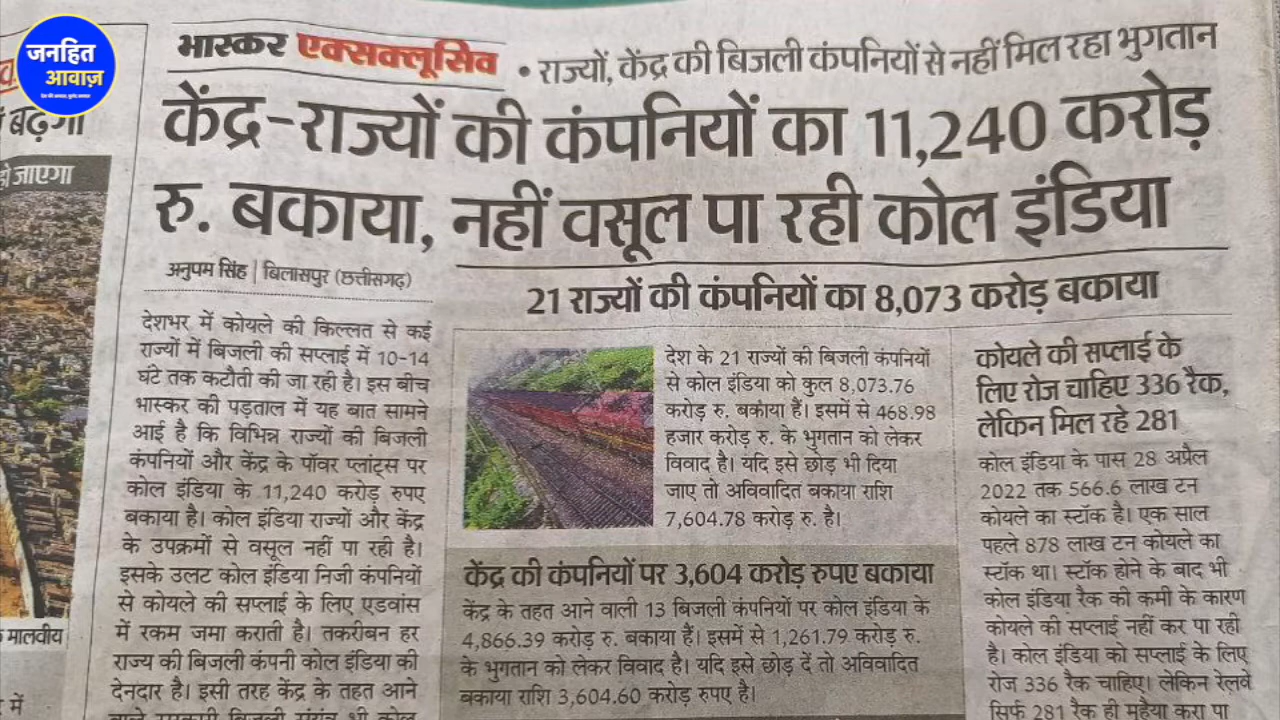 जनहित
आवाज़
बढ़ेगा
हो जाएगा
मालवीय
में
भास्कर एक्सक्लूसिव
• राज्यों, केंद्र की बिजली कंपनियों से नहीं मिल रहा भुगतान
केंद्र-राज्यों की कंपनियों का 11,240 करोड़
रु. बकाया, नहीं वसूल पा रही कोल इंडिया
अनुपम सिंह | बिलासपुर (छत्तीसगढ़)
देशभर में कोयले की किल्लत से कई
राज्यों में बिजली की सप्लाई में 10-14
घंटे तक कटौती की जा रही है। इस बीच
भास्कर की पड़ताल में यह बात सामने
आई है कि विभिन्न राज्यों की बिजली
कंपनियों और केंद्र के पॉवर प्लांट्स पर
कोल इंडिया के 11,240 करोड़ रुपए
बकाया है। कोल इंडिया राज्यों और केंद्र
के उपक्रमों से वसूल नहीं पा रही है।
इसके उलट कोल इंडिया निजी कंपनियों
से कोयले की सप्लाई के लिए एडवांस
में रकम जमा कराती है। तकरीबन हर
राज्य की बिजली कंपनी कोल इंडिया की
देनदार है। इसी तरह केंद्र के तहत आने
21 राज्यों की कंपनियों का 8,073 करोड़ बकाया
देश के 21 राज्यों की बिजली कंपनियों
से कोल इंडिया को कुल 8,073.76
करोड़ रु. बकाया हैं। इसमें से 468.98
हजार करोड़ रु. के भुगतान को लेकर
विवाद है। यदि इसे छोड़ भी दिया
जाए तो अविवादित बकाया राशि
7,604.78 करोड़ रु. है।
केंद्र की कंपनियों पर 3,604 करोड़ रुपए बकाया
केंद्र के तहत आने वाली 13 बिजली कंपनियों पर कोल इंडिया के
4,866.39 करोड़ रु. बकाया हैं। इसमें से 1,261.79 करोड़ रु.
के भुगतान को लेकर विवाद है। यदि इसे छोड़ दें तो अविवादित
बकाया राशि 3,604.60 करोड़ रुपए है।
कोयले की सप्लाई के
लिए रोज चाहिए 336 रैक,
लेकिन मिल रहे 281
कोल इंडिया के पास 28 अप्रैल
2022 तक 566.6 लाख टन
कोयले का स्टॉक है। एक साल
पहले 878 लाख टन कोयले का
स्टॉक था। स्टॉक होने के बाद भी
कोल इंडिया रैक की कमी के कारण
कोयले की सप्लाई नहीं कर पा रही
है। कोल इंडिया को सप्लाई के लिए
रोज 336 रैक चाहिए। लेकिन रेलवे
सिर्फ 281 रैक ही मुहैया करा पा